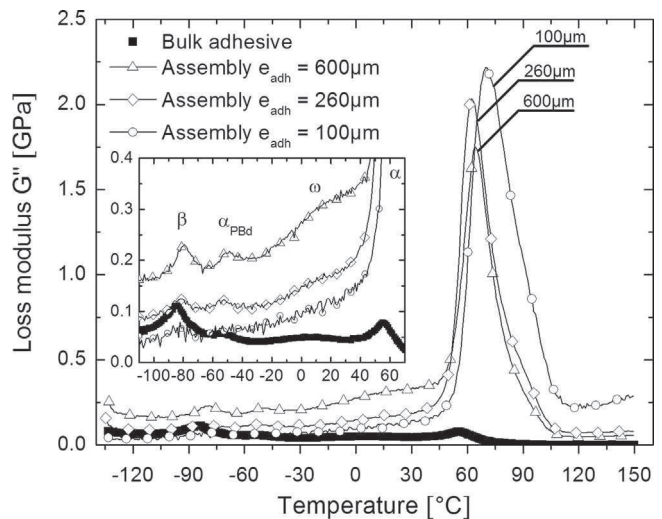 Bulk adhesive
Assembly e_adh = 600µm
Assembly e_adh = 260µm
Assembly e_adh = 100µm
100µm
260µm
600µm
2.5
2.0
1.5
1.0
0.5
0.0
Loss modulus G" [GPa]
0.4
0.3
0.2
0.1
0.0
β
α_PBd
ω
α
-100 -80 -60 -40 -20 0 20 40 60
-120 -90 -60 -30 0 30 60 90 120 150
Temperature [°C]